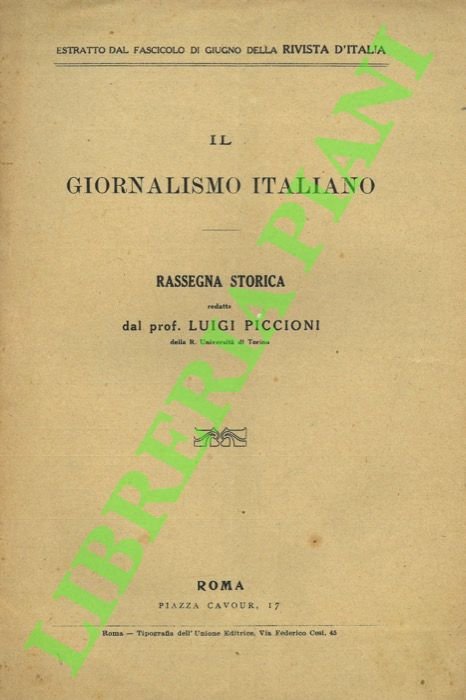 ESTRATTO DAL FASCICOLO DI GIUGNO DELLA RIVISTA D'ITALIA
IL
GIORNALISMO ITALIANO
RASSEGNA STORICA
redatta
dal prof. LUIGI PICCIONI
della R. Università di Torino
ROMA
PIAZZA CAVOUR, 17
Roma — Tipografia dell' Unione Editrice, Via Federico Cesi, 45
LIBRERIA PIANI